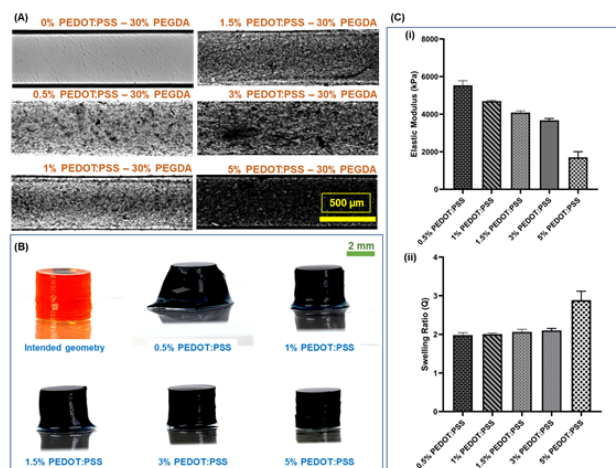 (A)
0% PEDOT:PSS – 30% PEGDA
1.5% PEDOT:PSS – 30% PEGDA
0.5% PEDOT:PSS – 30% PEGDA
3% PEDOT:PSS – 30% PEGDA
1% PEDOT:PSS – 30% PEGDA
5% PEDOT:PSS – 30% PEGDA
500 µm
(B)
2 mm
Intended geometry
0.5% PEDOT:PSS
1% PEDOT:PSS
1.5% PEDOT:PSS
3% PEDOT:PSS
5% PEDOT:PSS
(C)
(i)
Elastic Modulus (kPa)
8000
6000
4000
2000
0
0.5% PEDOT:PSS
1% PEDOT:PSS
1.5% PEDOT:PSS
3% PEDOT:PSS
5% PEDOT:PSS
(ii)
Swelling Ratio (Q)
4
3
2
1
0
0.5% PEDOT:PSS
1% PEDOT:PSS
1.5% PEDOT:PSS
3% PEDOT:PSS
5% PEDOT:PSS